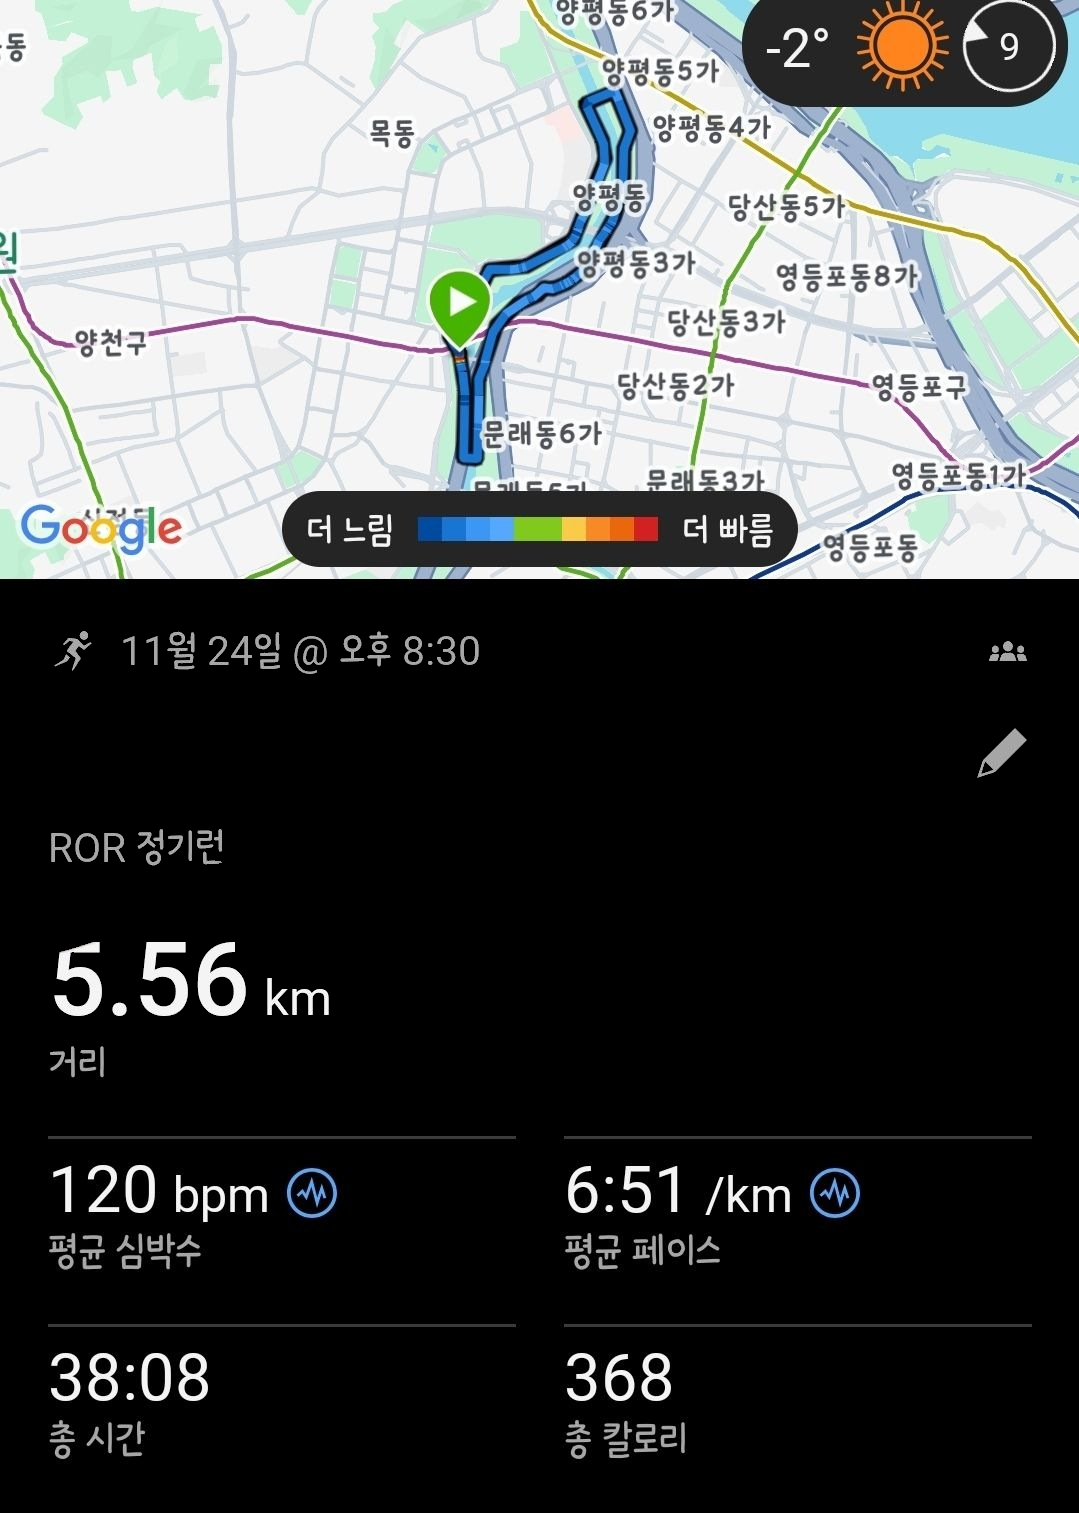 양평동6가
동
-2°
9
양평동5가
목동
양평동4가
양평동
당산동5가
원
양평동3가
영등포동8가
당산동3가
양천구
당산동2가
영등포구
문래동6가
영등포동1가
문래동3가
Google
더 느림
더 빠름
영등포동
11월 24일 @ 오후 8:30
ROR 정기런
5.56 km
거리
120 bpm
6:51 /km
평균 심박수
평균 페이스
38:08
368
총 시간
총 칼로리